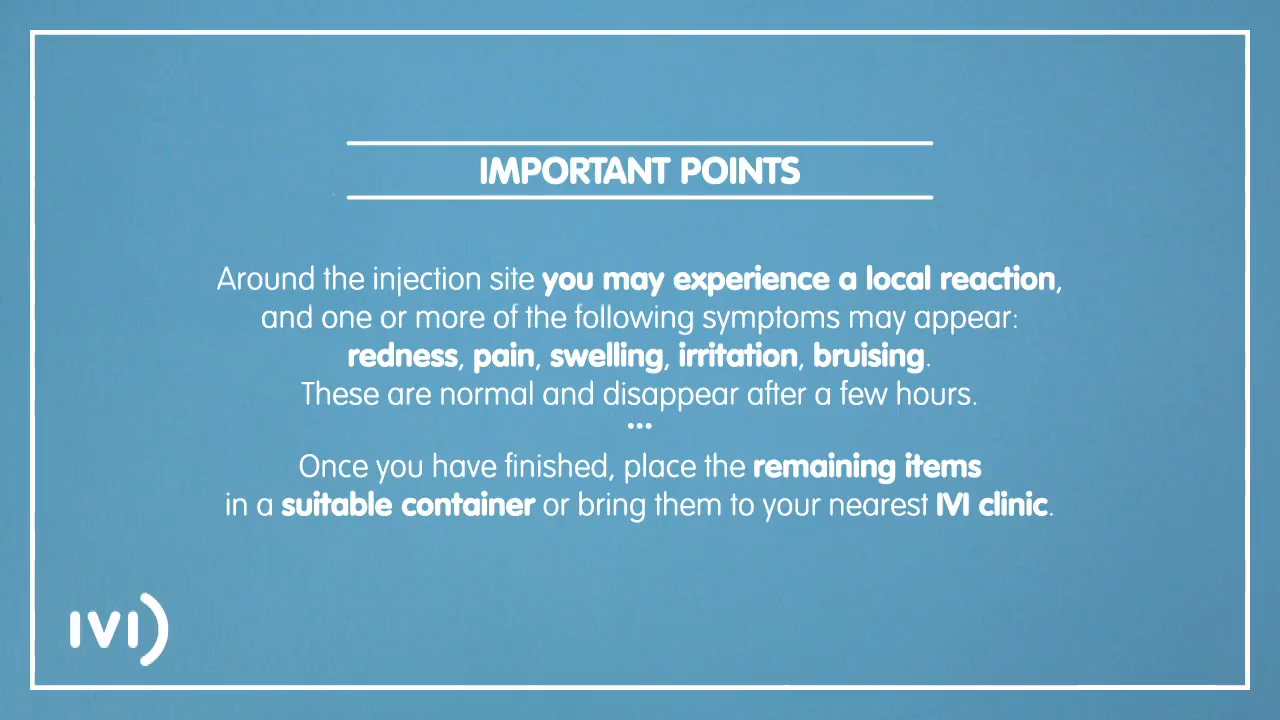 IMPORTANT POINTS
Around the injection site you may experience a local reaction,
and one or more of the following symptoms may appear:
redness, pain, swelling, irritation, bruising.
These are normal and disappear after a few hours.
...
Once you have finished, place the remaining items
in a suitable container or bring them to your nearest IVI clinic.
IVI